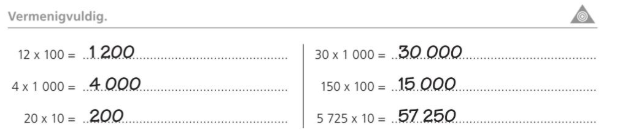 Vermenigvuldig.
12 x 100 = 1 200
4 x 1 000 = 4 000
20 x 10 = 200
30 x 1 000 = 30 000
150 x 100 = 15 000
5 725 x 10 = 57 250